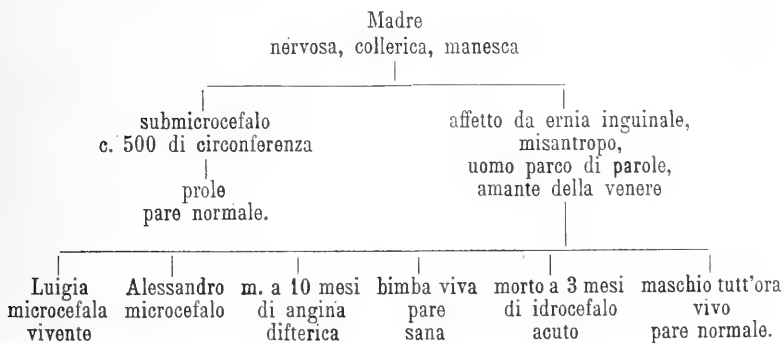 Madre
nervosa, collerica, manesca
submicrocefalo
c. 500 di circonferenza
prole
pare normale.
affetto da ernia inguinale,
misantropo,
uomo parco di parole,
amante della venere
Luigia
microcefala
vivente
Alessandro
microcefalo
m. a 10 mesi
di angina
difterica
bimba viva
pare
sana
morto a 3 mesi
di idrocefalo
acuto
maschio tutt'ora
vivo
pare normale.